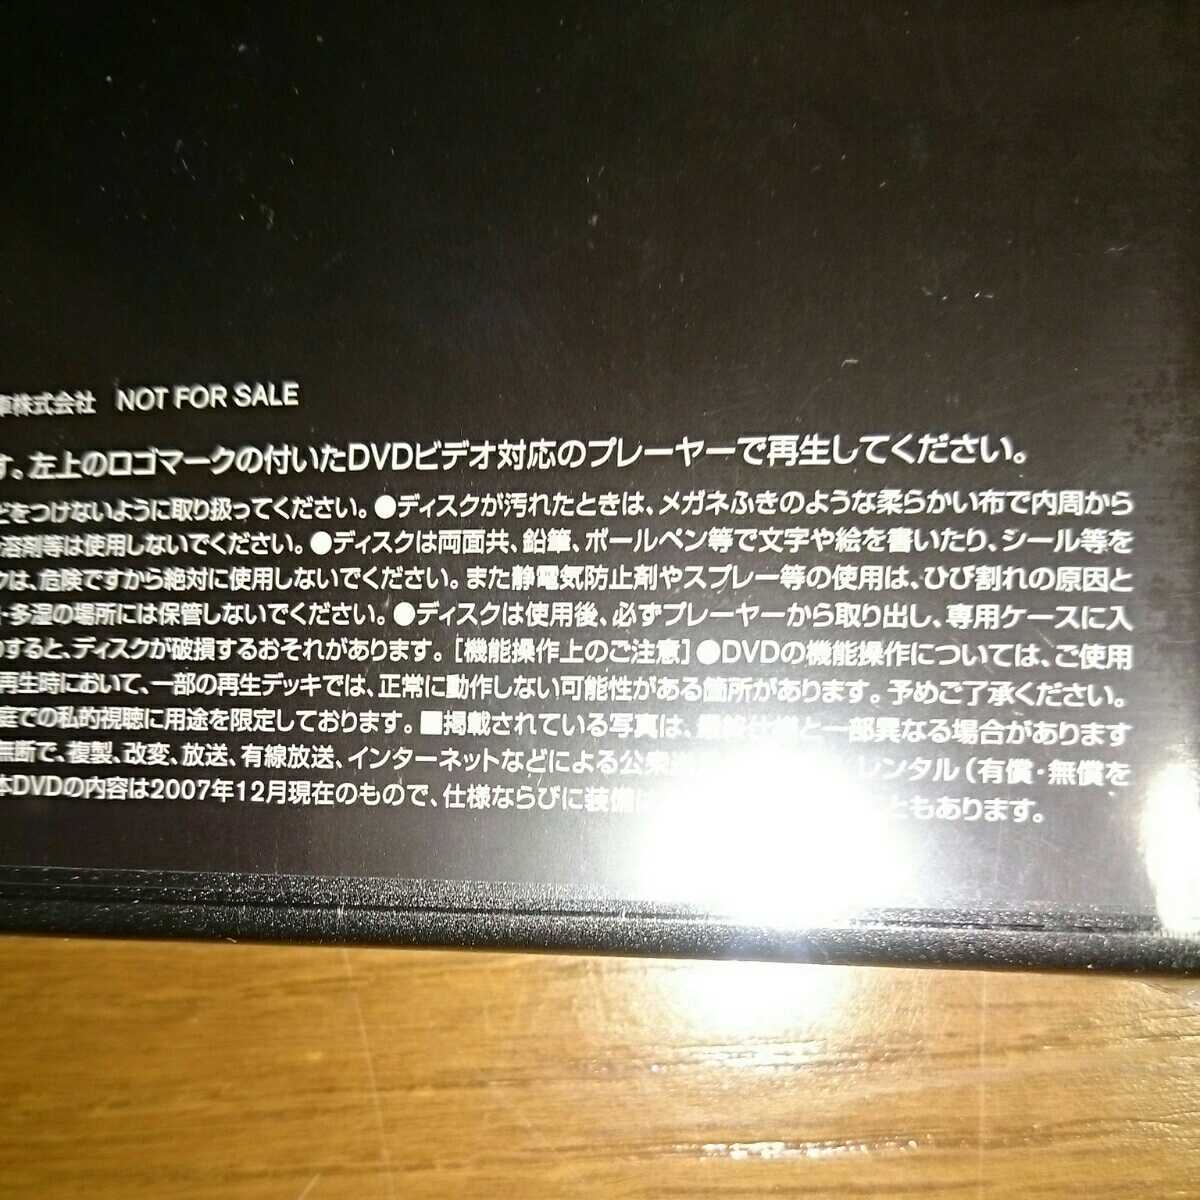 車株式会社 NOT FOR SALE
す。左上のロゴマークの付いたDVDビデオ対応のプレーヤーで再生してください。
どをつけないように取り扱ってください。●ディスクが汚れたときは、メガネふきのような柔らかい布で内周から
溶剤等は使用しないでください。●ディスクは両面共、鉛筆、ボールペン等で文字や絵を書いたり、シール等を
クは、危険ですから絶対に使用しないでください。また静電気防止剤やスプレー等の使用は、ひび割れの原因と
・多湿の場所には保管しないでください。●ディスクは使用後、必ずプレーヤーから取り出し、専用ケースに入
すると、ディスクが破損するおそれがあります。[機能操作上のご注意]●DVDの機能操作については、ご使用
再生時において、一部の再生デッキでは、正常に動作しない可能性がある箇所があります。予めご了承ください。
庭での私的視聴に用途を限定しております。■掲載されている写真は、最終仕様と一部異なる場合があります
無断で、複製、改変、放送、有線放送、インターネットなどによる公衆 レンタル(有償・無償を
本DVDの内容は2007年12月現在のもので、仕様ならびに装備は ともあります。